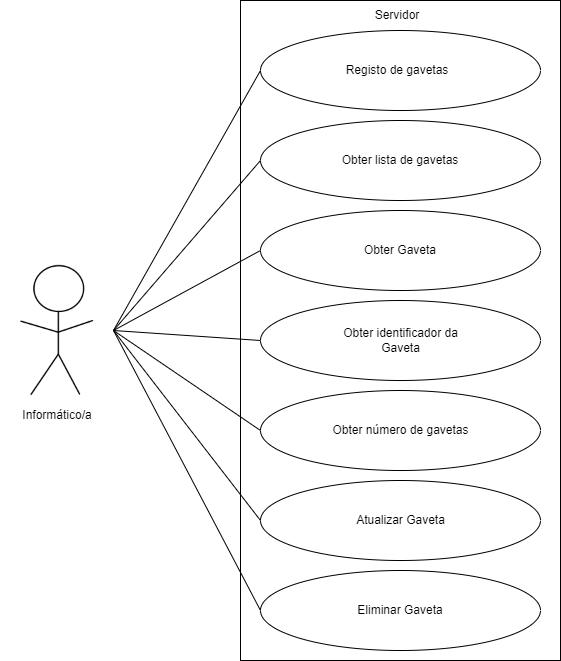 Servidor
Registo de gavetas
Obter lista de gavetas
Obter Gaveta
Obter identificador da
Gaveta
Informático/a
Obter número de gavetas
Atualizar Gaveta
Eliminar Gaveta